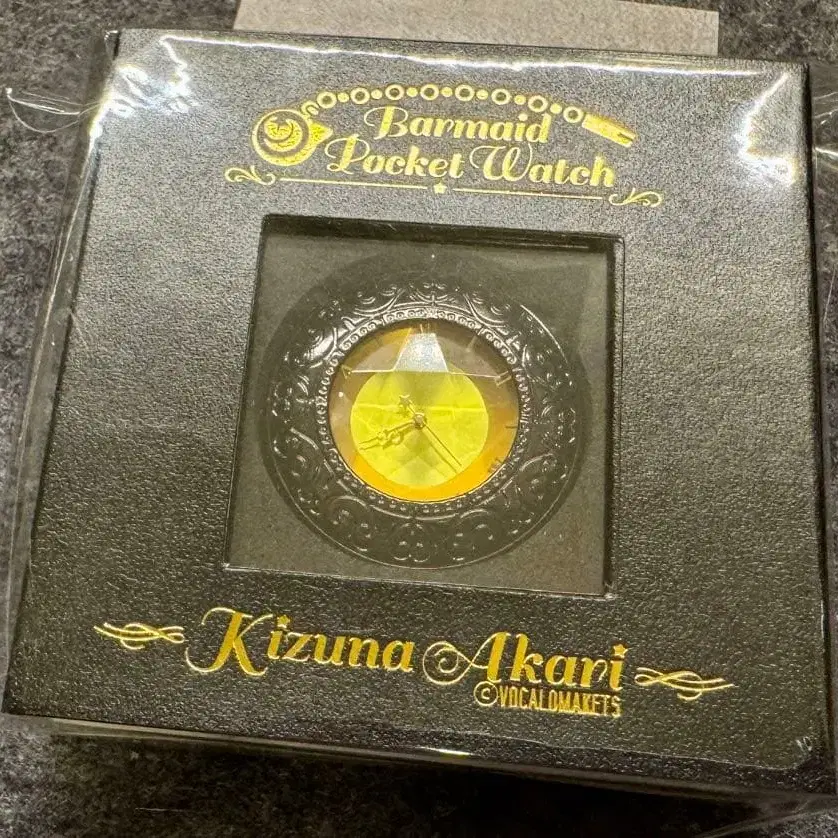 Barmaid
Pocket Watch
Kizuna Akari
©VOCALOMAKETS